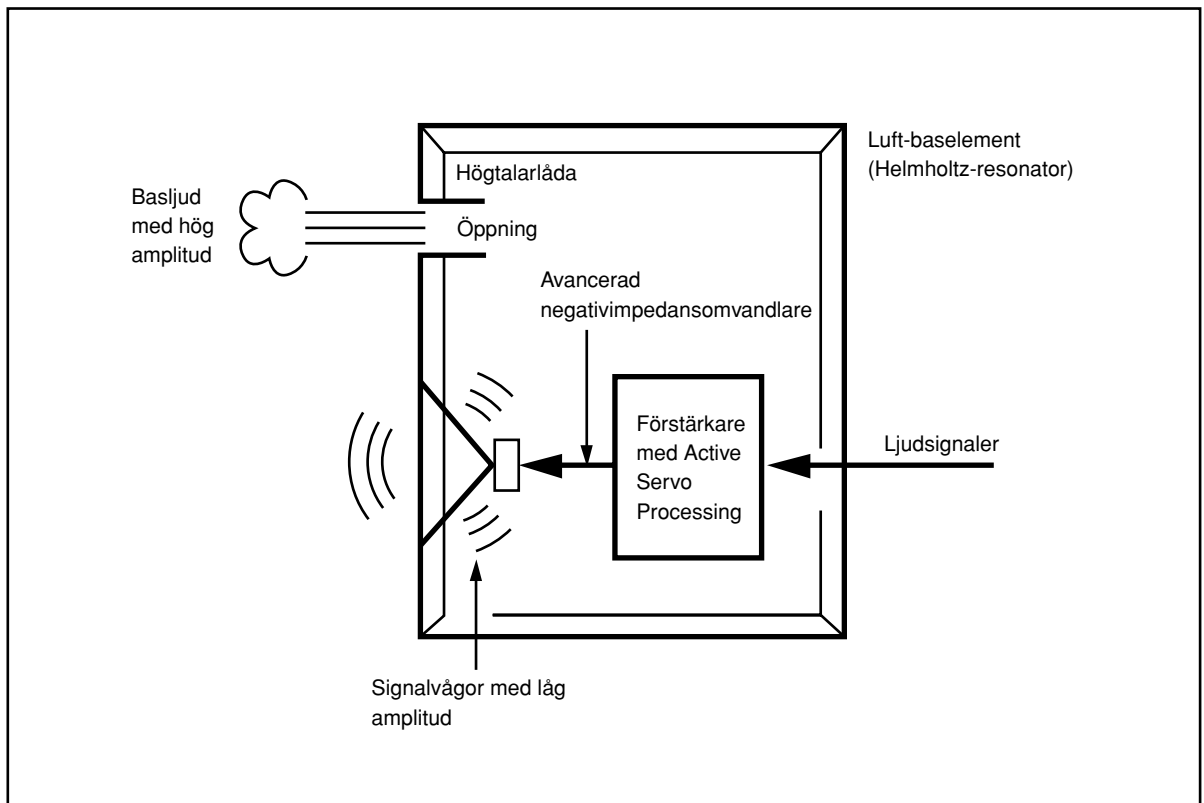 Luft-baselement
(Helmholtz-resonator)
Högtalarlåda
Basljud
med hög
amplitud
Öppning
Avancerad
negativimpedansomvandlare
Förstärkare
med Active
Servo
Processing
Ljudsignaler
Signalvågor med låg
amplitud